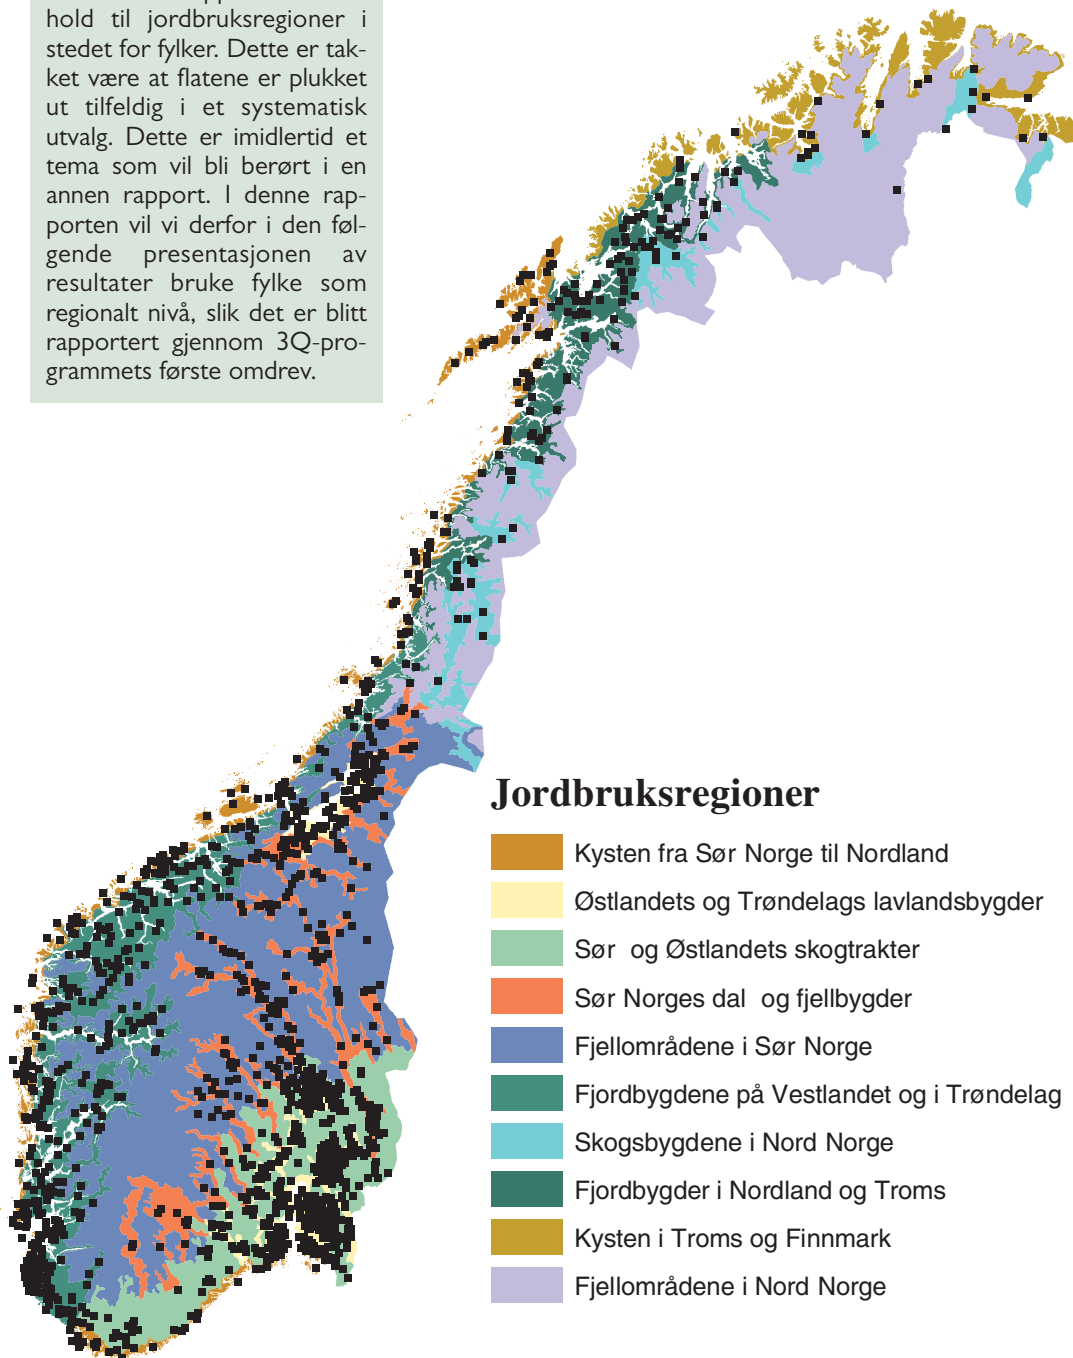 hold til jordbruksregioner i
stedet for fylker. Dette er tak-
ket være at flatene er plukket
ut tilfeldig i et systematisk
utvalg. Dette er imidlertid et
tema som vil bli berørt i en
annen rapport. I denne rap-
porten vil vi derfor i den føl-
gende presentasjonen av
resultater bruke fylke som
regionalt nivå, slik det er blitt
rapportert gjennom 3Q-pro-
grammets første omdrev.
Jordbruksregioner
Kysten fra Sør Norge til Nordland
Østlandets og Trøndelags lavlandsbygder
Sør og Østlandets skogtrakter
Sør Norges dal og fjellbygder
Fjellområdene i Sør Norge
Fjordbygdene på Vestlandet og i Trøndelag
Skogsbygdene i Nord Norge
Fjordbygder i Nordland og Troms
Kysten i Troms og Finnmark
Fjellområdene i Nord Norge